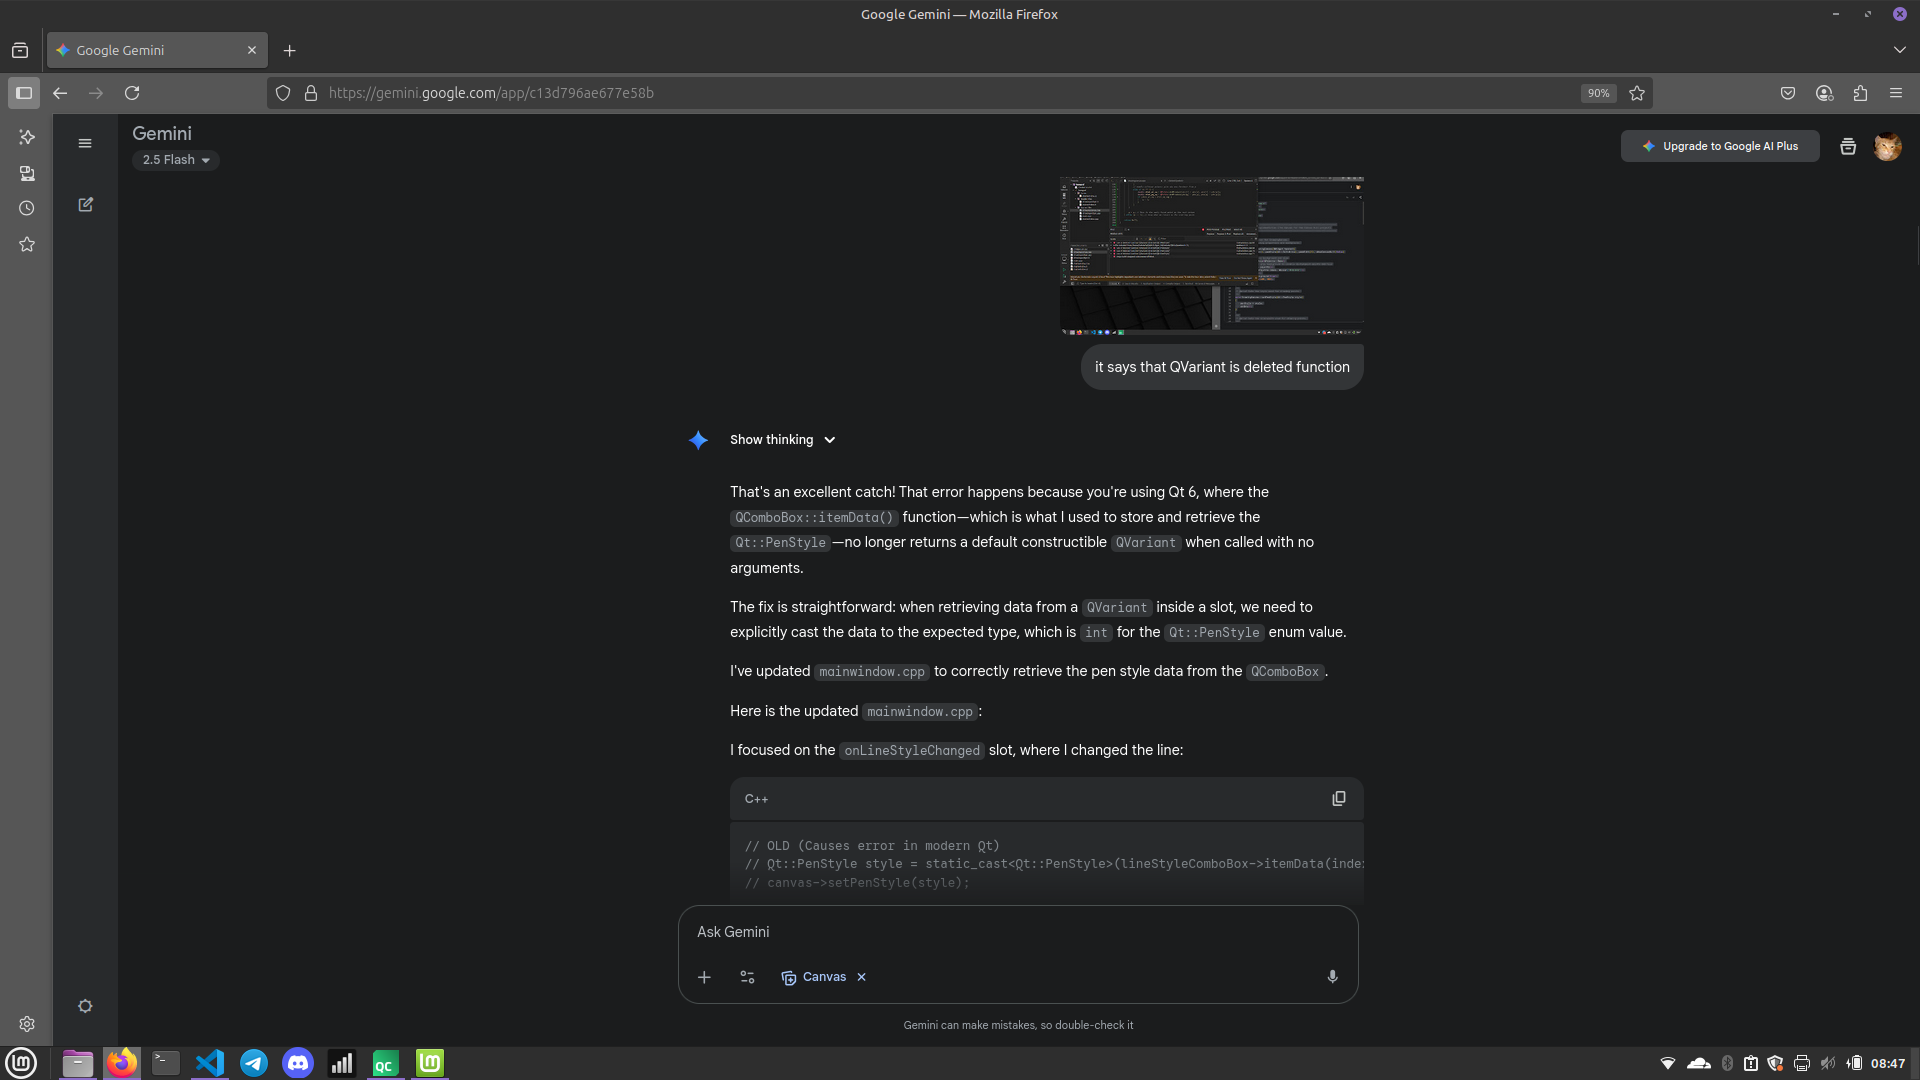 Google Gemini — Mozilla Firefox
Google Gemini
https://gemini.google.com/app/c13d796ae677e58b
90%
Gemini
2.5 Flash
Upgrade to Google AI Plus
it says that QVariant is deleted function
Show thinking
That's an excellent catch! That error happens because you're using Qt 6, where the
QComboBox::itemData() function—which is what I used to store and retrieve the
Qt::PenStyle—no longer returns a default constructible QVariant when called with no
arguments.
The fix is straightforward: when retrieving data from a QVariant inside a slot, we need to
explicitly cast the data to the expected type, which is int for the Qt::PenStyle enum value.
I've updated mainwindow.cpp to correctly retrieve the pen style data from the QComboBox.
Here is the updated mainwindow.cpp:
I focused on the onLineStyleChanged slot, where I changed the line:
C++
// OLD (Causes error in modern Qt)
// Qt::PenStyle style = static_cast<Qt::PenStyle>(lineStyleComboBox->itemData(inde
// canvas->setPenStyle(style);
Ask Gemini
Canvas
Gemini can make mistakes, so double-check it
QC
08:47